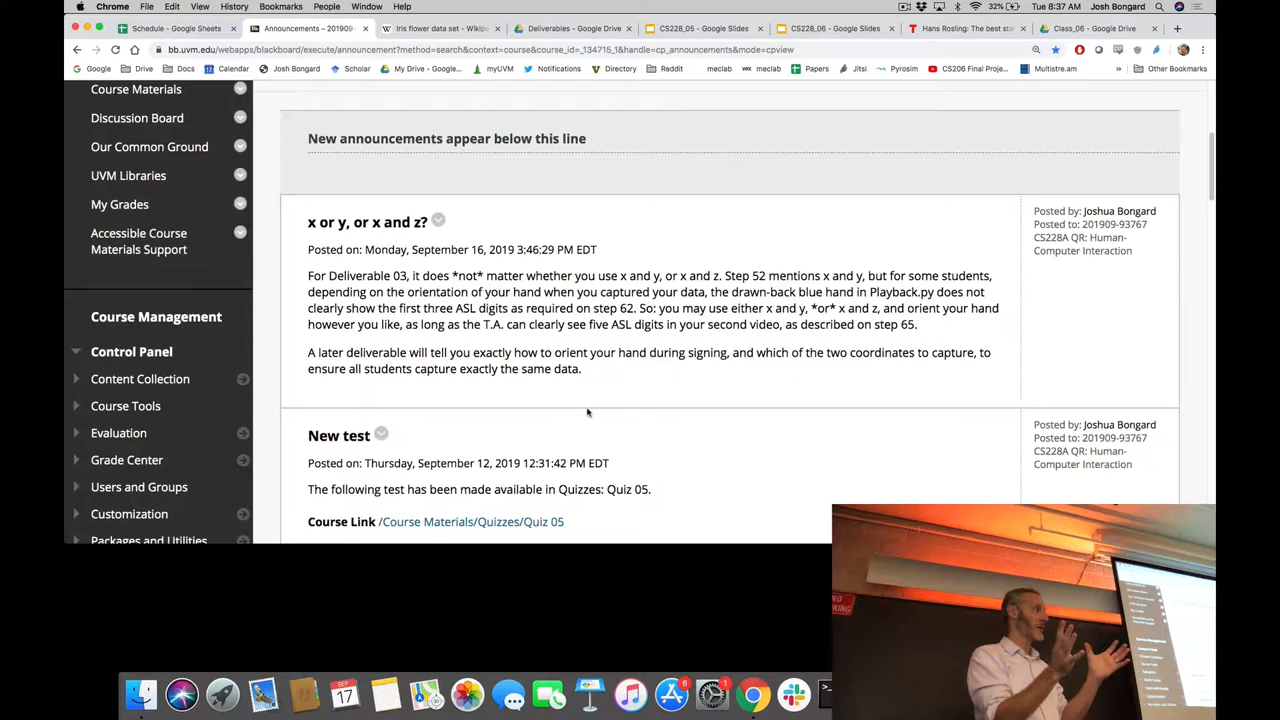 Chrome File Edit View History Bookmarks People Window Help
32% Tue 8:37 AM Josh Bongard
Schedule - Google Sheets
Announcements – 201909-
Iris flower data set - Wikipe
Deliverables - Google Drive
CS228_05 - Google Slides
CS228_06 - Google Slides
Hans Rosling: The best sta
Class_06 - Google Drive
bb.uvm.edu/webapps/blackboard/execute/announcement?method=search&context=course&course_id=_134715_1&handle=cp_announcements&mode=cpview
Google Drive Docs Calendar Josh Bongard Scholar My Drive - Google... myUVM Notifications Directory Reddit meclab meclab Papers Jitsi Pyrosim CS206 Final Proje... Multistre.am » Other Bookmarks
Course Materials
Discussion Board
Our Common Ground
UVM Libraries
My Grades
Accessible Course
Materials Support
Course Management
Control Panel
Content Collection
Course Tools
Evaluation
Grade Center
Users and Groups
Customization
Packages and Utilities
New announcements appear below this line
x or y, or x and z?
Posted on: Monday, September 16, 2019 3:46:29 PM EDT
For Deliverable 03, it does *not* matter whether you use x and y, or x and z. Step 52 mentions x and y, but for some students,
depending on the orientation of your hand when you captured your data, the drawn-back blue hand in Playback.py does not
clearly show the first three ASL digits as required on step 62. So: you may use either x and y, *or* x and z, and orient your hand
however you like, as long as the T.A. can clearly see five ASL digits in your second video, as described on step 65.
A later deliverable will tell you exactly how to orient your hand during signing, and which of the two coordinates to capture, to
ensure all students capture exactly the same data.
Posted by: Joshua Bongard
Posted to: 201909-93767
CS228A QR: Human-
Computer Interaction
New test
Posted on: Thursday, September 12, 2019 12:31:42 PM EDT
The following test has been made available in Quizzes: Quiz 05.
Course Link /Course Materials/Quizzes/Quiz 05
Posted by: Joshua Bongard
Posted to: 201909-93767
CS228A QR: Human-
Computer Interaction
SEP
17
6
1